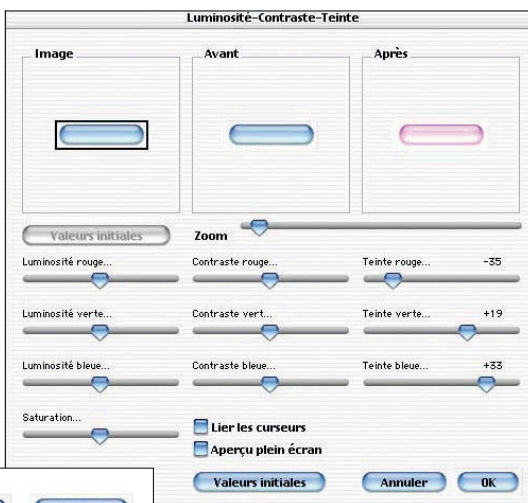 Luminosité-Contraste-Teinte
Image Avant Après
Valeurs initiales Zoom
Luminosité rouge... Contraste rouge... Teinte rouge... -35
Luminosité verte... Contraste vert... Teinte verte... +19
Luminosité bleue... Contraste bleue... Teinte bleue... +33
Saturation...
Lier les curseurs
Aperçu plein écran
Valeurs initiales Annuler OK